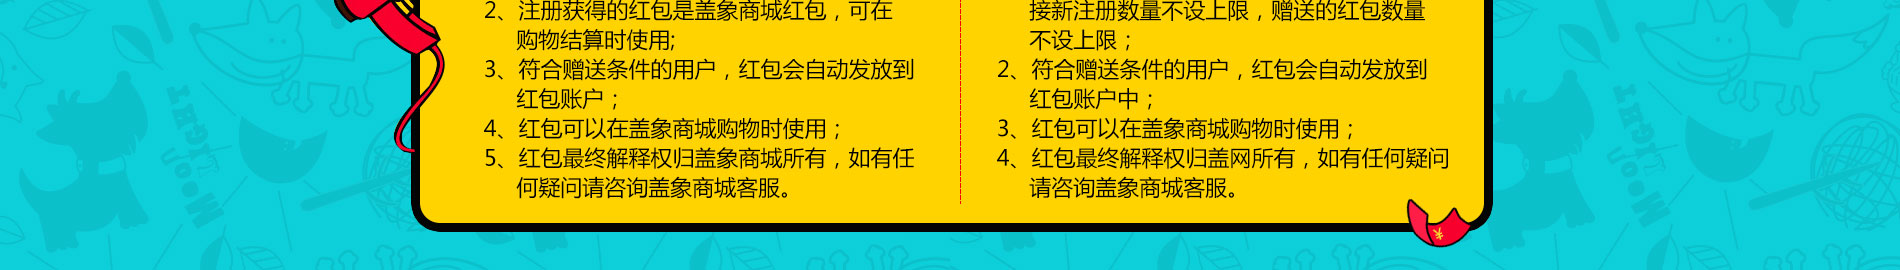 2、注册获得的红包是盖象商城红包，可在
购物结算时使用;
3、符合赠送条件的用户，红包会自动发放到
红包账户；
4、红包可以在盖象商城购物时使用；
5、红包最终解释权归盖象商城所有，如有任
何疑问请咨询盖象商城客服。
接新注册数量不设上限，赠送的红包数量
不设上限；
2、符合赠送条件的用户，红包会自动发放到
红包账户中；
3、红包可以在盖象商城购物时使用；
4、红包最终解释权归盖网所有，如有任何疑问
请咨询盖象商城客服。